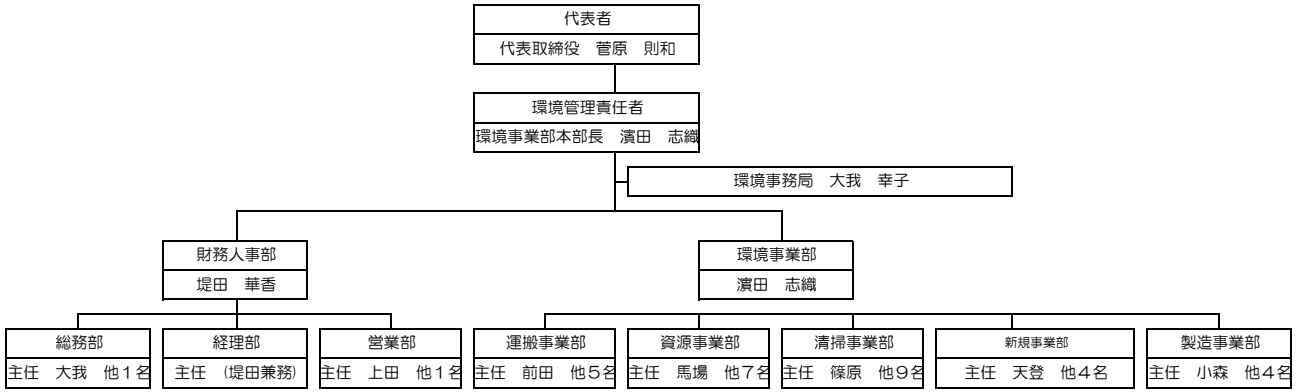 代表者
代表取締役　菅原　則和
環境管理責任者
環境事業部本部長　濵田　志織
環境事務局　大我　幸子
財務人事部
堤田　華香
環境事業部
濵田　志織
総務部
主任　大我　他１名
経理部
主任　(堤田兼務)
営業部
主任　上田　他１名
運搬事業部
主任　前田　他５名
資源事業部
主任　馬場　他７名
清掃事業部
主任　篠原　他９名
新規事業部
主任　天登　他４名
製造事業部
主任　小森　他４名